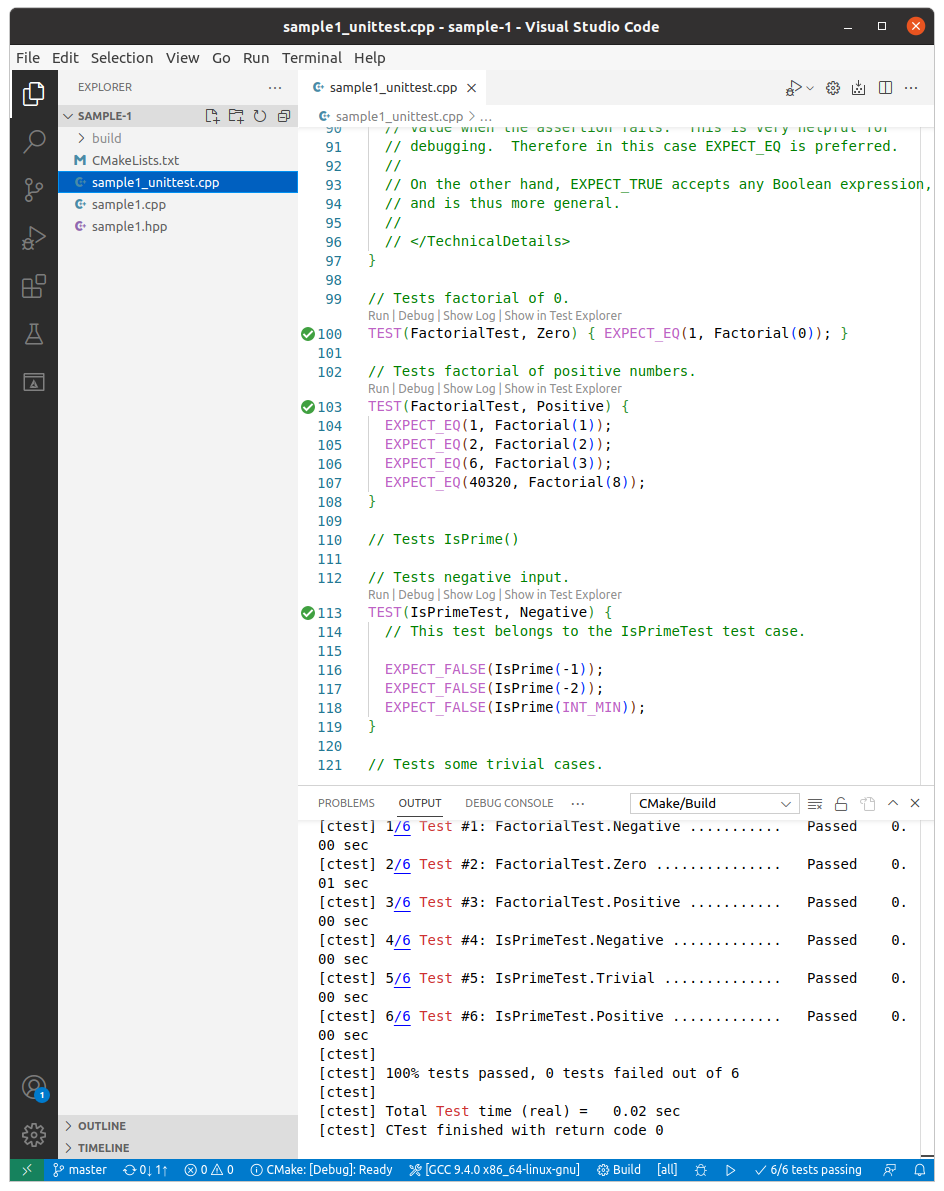 sample1_unittest.cpp - sample-1 - Visual Studio Code
File Edit Selection View Go Run Terminal Help
EXPLORER
SAMPLE-1
build
CMakeLists.txt
sample1_unittest.cpp
sample1.cpp
sample1.hpp
OUTLINE
TIMELINE
sample1_unittest.cpp
sample1_unittest.cpp > ...
90 // value when the assertion fails. This is very helpful for
91 // debugging. Therefore in this case EXPECT_EQ is preferred.
92 //
93 // On the other hand, EXPECT_TRUE accepts any Boolean expression,
94 // and is thus more general.
95 //
96 // </TechnicalDetails>
97 }
98
99 // Tests factorial of 0.
Run | Debug | Show Log | Show in Test Explorer
100 TEST(FactorialTest, Zero) { EXPECT_EQ(1, Factorial(0)); }
101
102 // Tests factorial of positive numbers.
Run | Debug | Show Log | Show in Test Explorer
103 TEST(FactorialTest, Positive) {
104 EXPECT_EQ(1, Factorial(1));
105 EXPECT_EQ(2, Factorial(2));
106 EXPECT_EQ(6, Factorial(3));
107 EXPECT_EQ(40320, Factorial(8));
108 }
109
110 // Tests IsPrime()
111
112 // Tests negative input.
Run | Debug | Show Log | Show in Test Explorer
113 TEST(IsPrimeTest, Negative) {
114 // This test belongs to the IsPrimeTest test case.
115
116 EXPECT_FALSE(IsPrime(-1));
117 EXPECT_FALSE(IsPrime(-2));
118 EXPECT_FALSE(IsPrime(INT_MIN));
119 }
120
121 // Tests some trivial cases.
PROBLEMS OUTPUT DEBUG CONSOLE ... CMake/Build
[ctest] 1/6 Test #1: FactorialTest.Negative ........... Passed 0.
00 sec
[ctest] 2/6 Test #2: FactorialTest.Zero ............... Passed 0.
01 sec
[ctest] 3/6 Test #3: FactorialTest.Positive ........... Passed 0.
00 sec
[ctest] 4/6 Test #4: IsPrimeTest.Negative ............. Passed 0.
00 sec
[ctest] 5/6 Test #5: IsPrimeTest.Trivial .............. Passed 0.
00 sec
[ctest] 6/6 Test #6: IsPrimeTest.Positive ............. Passed 0.
00 sec
[ctest]
[ctest] 100% tests passed, 0 tests failed out of 6
[ctest]
[ctest] Total Test time (real) = 0.02 sec
[ctest] CTest finished with return code 0
1
master 0↓ 1↑ 0 0 CMake: [Debug]: Ready [GCC 9.4.0 x86_64-linux-gnu] Build [all] 6/6 tests passing